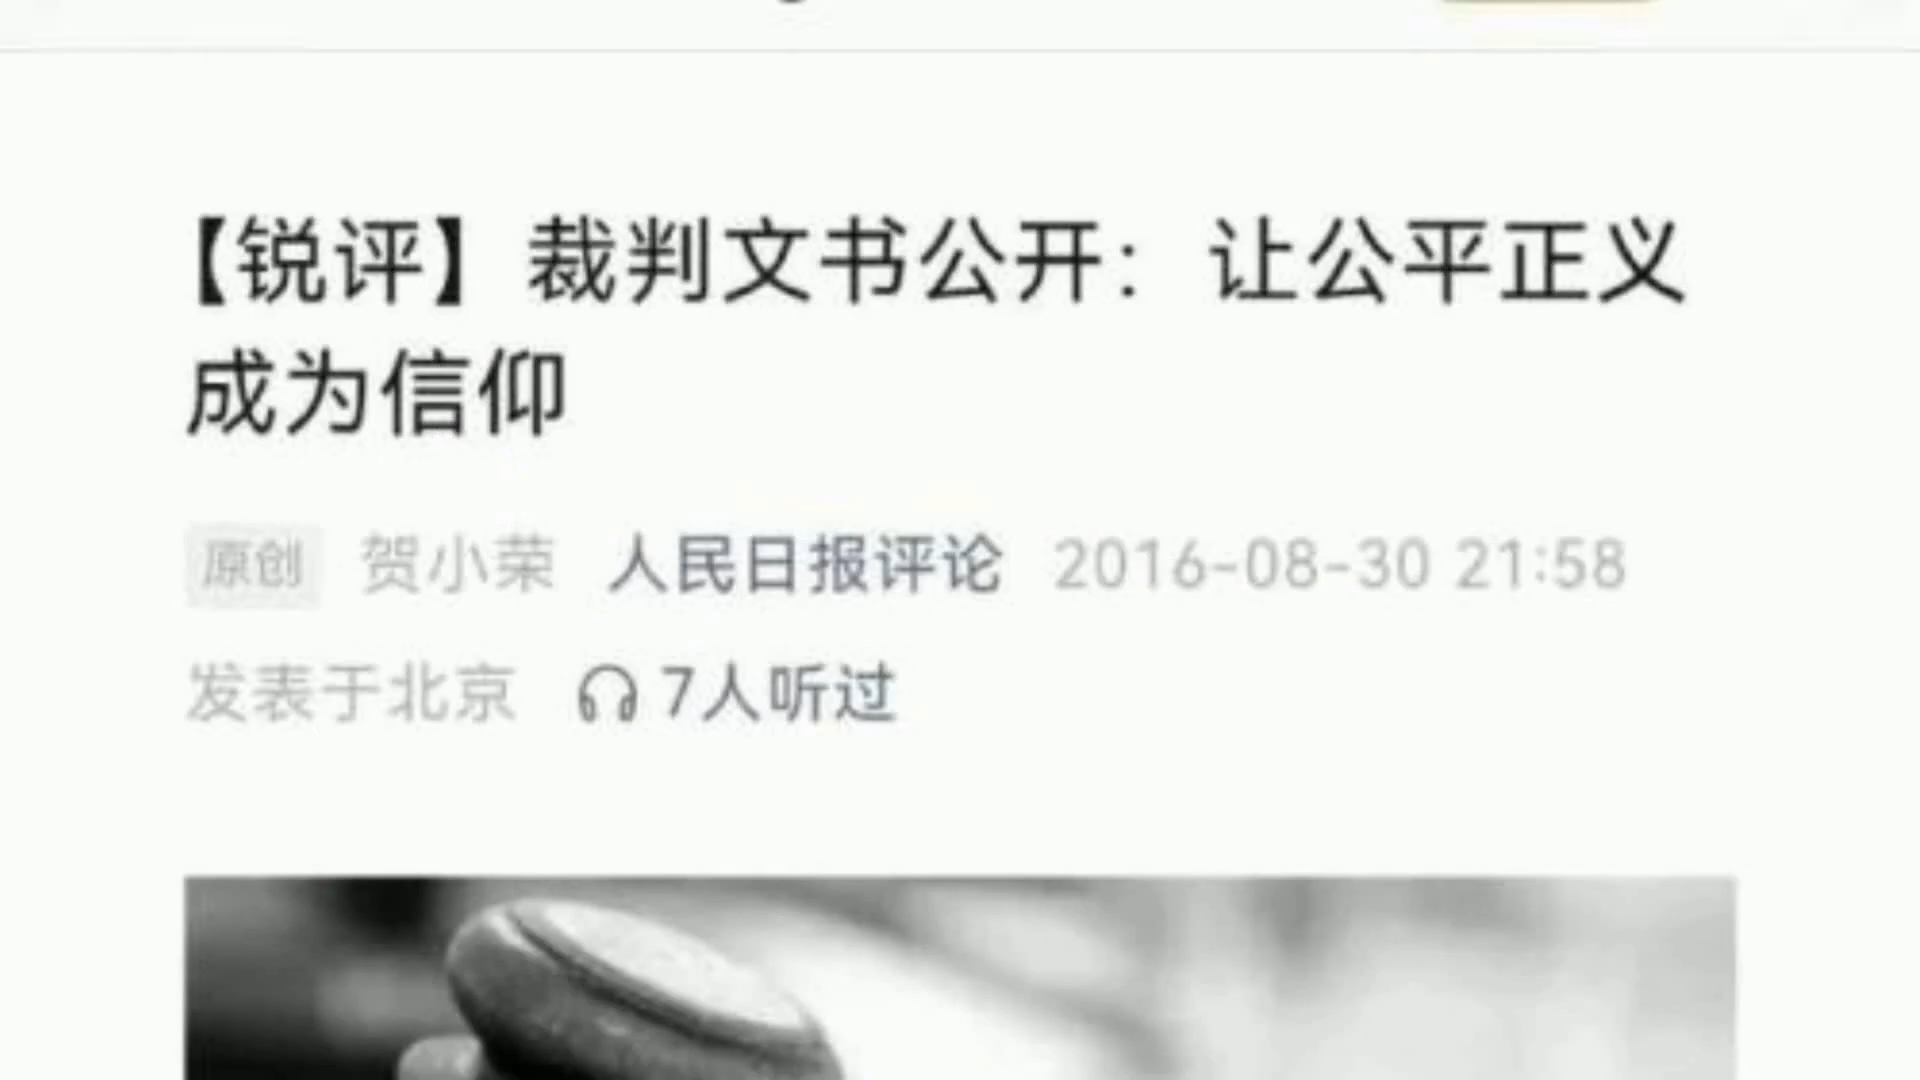 【锐评】裁判文书公开：让公平正义
成为信仰
原创 贺小荣 人民日报评论 2016-08-30 21:58
发表于北京 7人听过